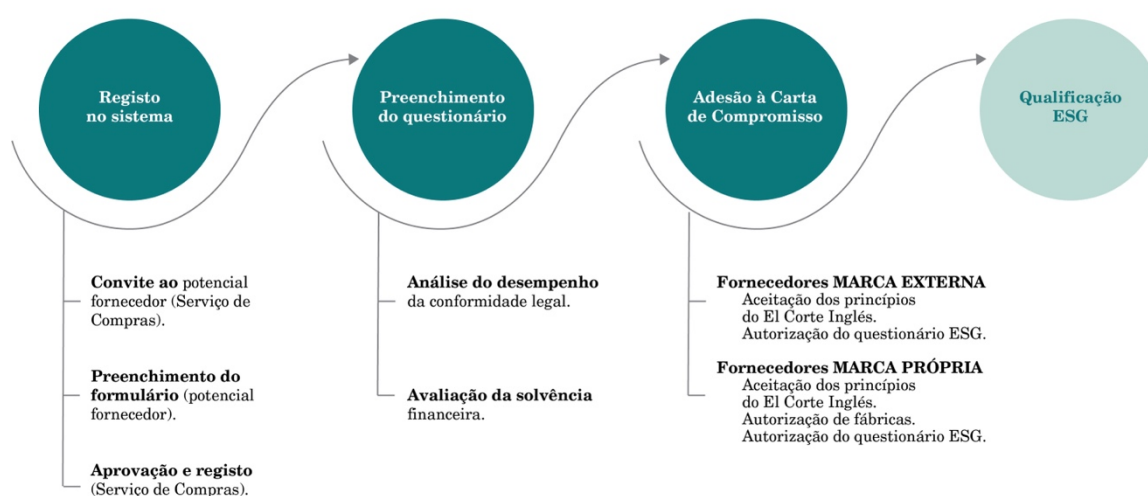 Registo
no sistema
Preenchimento
do questionário
Adesão à Carta
de Compromisso
Qualificação
ESG
Convite ao potencial
fornecedor (Serviço de
Compras).
Preenchimento do
formulário (potencial
fornecedor).
Aprovação e registo
(Serviço de Compras).
Análise do desempenho
da conformidade legal.
Avaliação da solvência
financeira.
Fornecedores MARCA EXTERNA
Aceitação dos princípios
do El Corte Inglés.
Autorização do questionário ESG.
Fornecedores MARCA PRÓPRIA
Aceitação dos princípios
do El Corte Inglés.
Autorização de fábricas.
Autorização do questionário ESG.